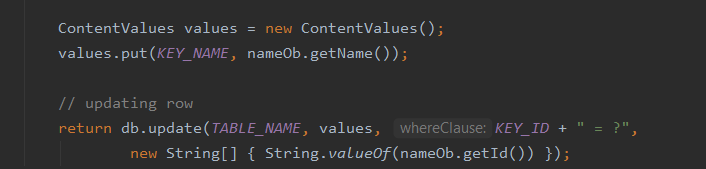 ContentValues values = new ContentValues();
values.put(KEY_NAME, nameOb.getName());
// updating row
return db.update(TABLE_NAME, values, whereClause: KEY_ID + " = ?",
new String[] { String.valueOf(nameOb.getId()) });